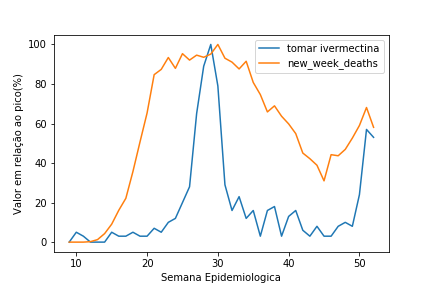 tomar ivermectina
new_week_deaths
Valor em relação ao pico(%)
100
80
60
40
20
0
10 20 30 40 50
Semana Epidemiologica